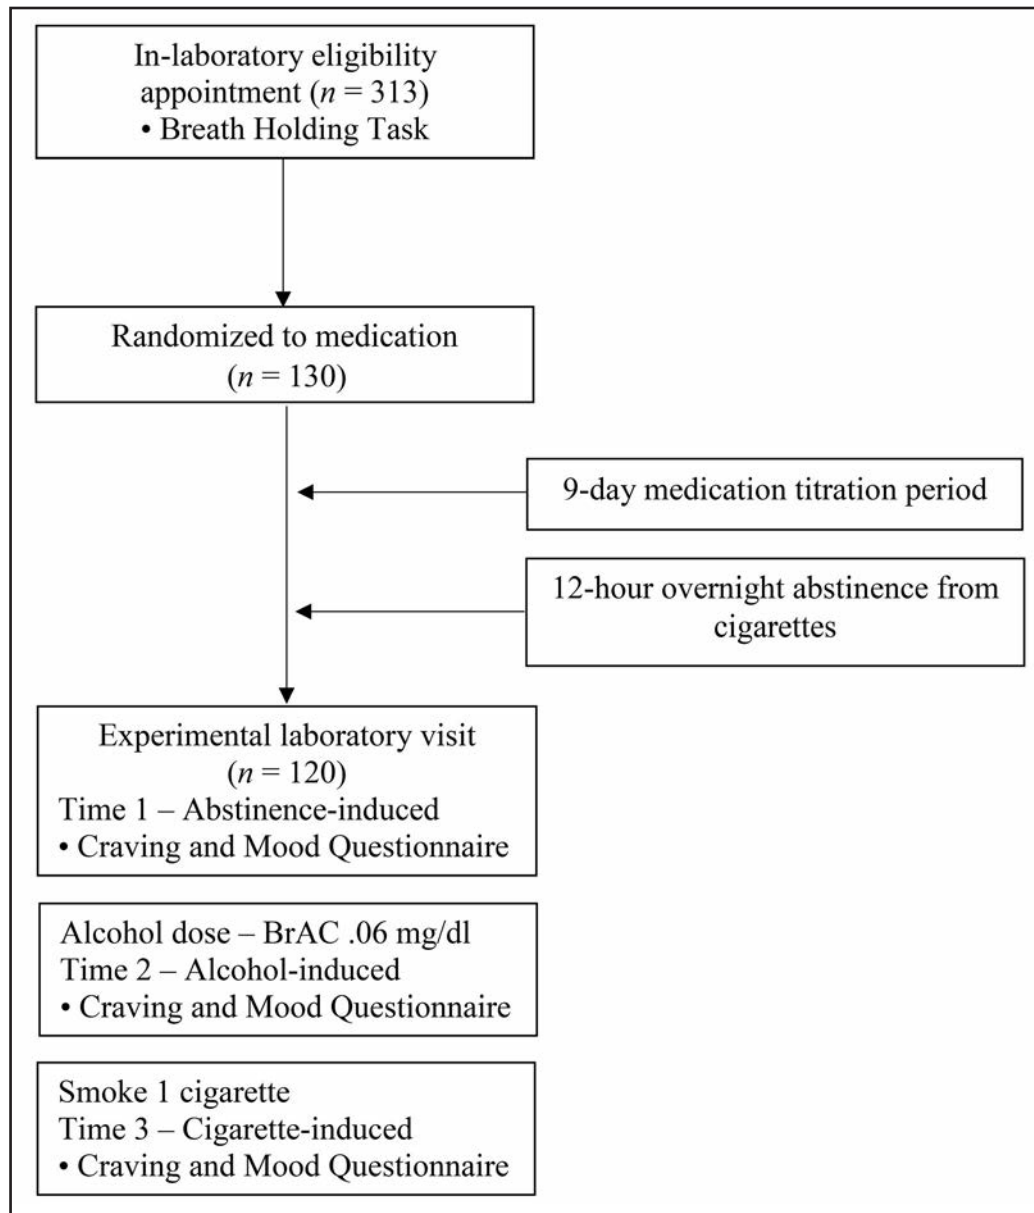 In-laboratory eligibility
appointment (n = 313)
• Breath Holding Task
Randomized to medication
(n = 130)
9-day medication titration period
12-hour overnight abstinence from
cigarettes
Experimental laboratory visit
(n = 120)
Time 1 – Abstinence-induced
• Craving and Mood Questionnaire
Alcohol dose – BrAC .06 mg/dl
Time 2 – Alcohol-induced
• Craving and Mood Questionnaire
Smoke 1 cigarette
Time 3 – Cigarette-induced
• Craving and Mood Questionnaire